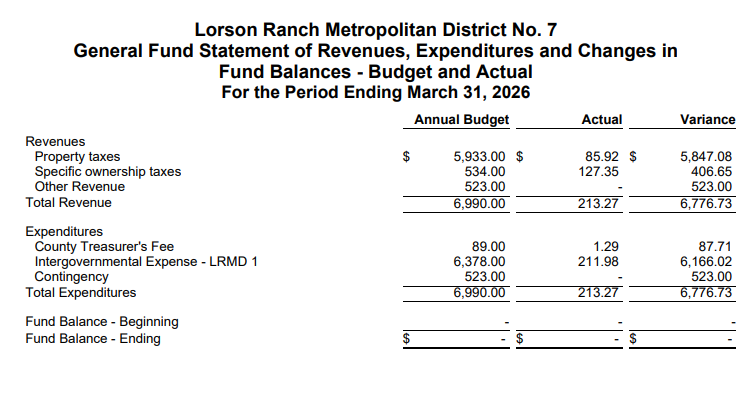 Lorson Ranch Metropolitan District No. 7
General Fund Statement of Revenues, Expenditures and Changes in
Fund Balances - Budget and Actual
For the Period Ending March 31, 2026
Annual Budget Actual Variance
Revenues
Property taxes $ 5,933.00 $ 85.92 $ 5,847.08
Specific ownership taxes 534.00 127.35 406.65
Other Revenue 523.00 - 523.00
Total Revenue 6,990.00 213.27 6,776.73
Expenditures
County Treasurer's Fee 89.00 1.29 87.71
Intergovernmental Expense - LRMD 1 6,378.00 211.98 6,166.02
Contingency 523.00 - 523.00
Total Expenditures 6,990.00 213.27 6,776.73
Fund Balance - Beginning - - -
Fund Balance - Ending $ - $ - $ -